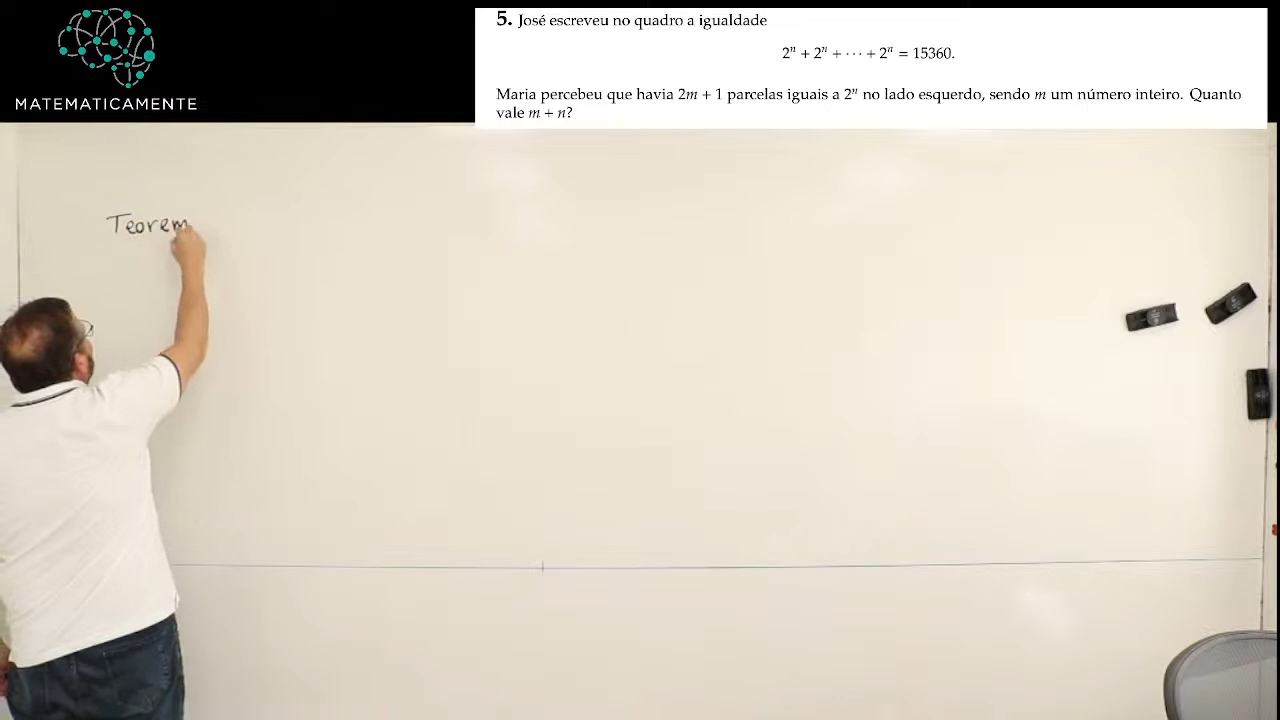 MATEMATICAMENTE
5. José escreveu no quadro a igualdade
2ⁿ + 2ⁿ + ··· + 2ⁿ = 15360.
Maria percebeu que havia 2m + 1 parcelas iguais a 2ⁿ no lado esquerdo, sendo m um número inteiro. Quanto
vale m + n?
Teorem